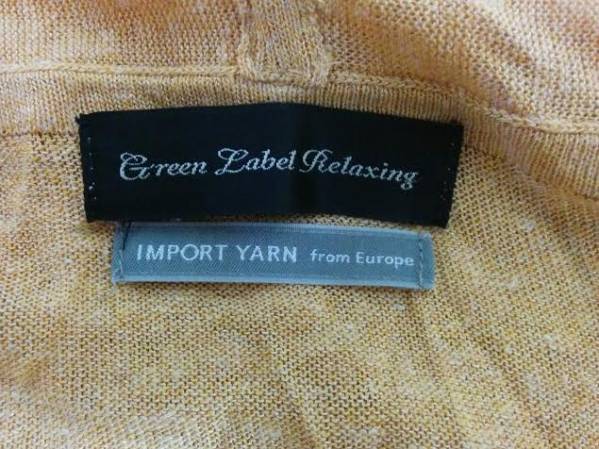 Green Label Relaxing
IMPORT YARN from Europe